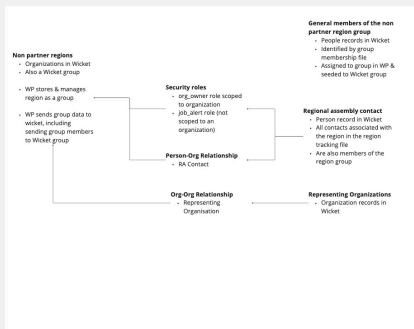 Non partner regions
• Organizations in Wicket
• Also a Wicket group
• WP stores & manages
region as a group
• WP sends group data to
wicket, including
sending group members
to Wicket group
Security roles
• org_owner role scoped
to organization
• job_alert role (not
scoped to an
organization)
Person-Org Relationship
• RA Contact
Org-Org Relationship
• Representing
Organisation
General members of the non
partner region group
• People records in Wicket
• Identified by group
membership file
• Assigned to group in WP &
seeded to Wicket group
Regional assembly contact
• Person record in Wicket
• All contacts associated with
the region in the region
tracking file
• Are also members of the
region group
Representing Organizations
• Organization records in
Wicket